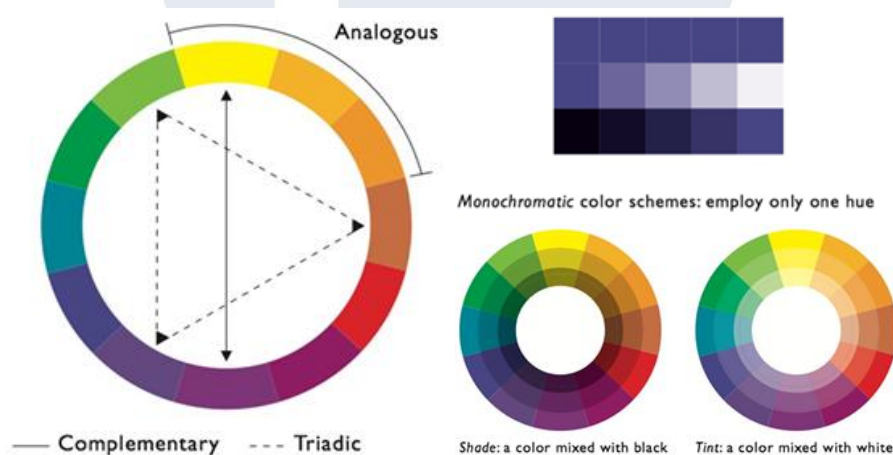 Analogous
Monochromatic color schemes: employ only one hue
Complementary
Triadic
Shade: a color mixed with black
Tint: a color mixed with white